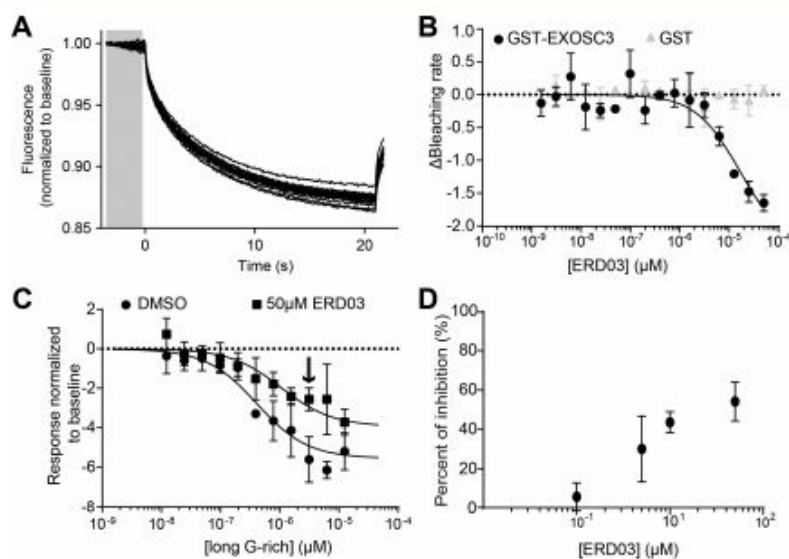 A
Fluorescence
(normalized to baseline)
1.00
0.95
0.90
0.85
0
10
20
Time (s)
B
GST-EXOSC3
GST
ΔBleaching rate
1.0
0.5
0.0
-0.5
-1.0
-1.5
-2.0
10⁻¹⁰
10⁻⁹
10⁻⁸
10⁻⁷
10⁻⁶
10⁻⁵
10⁻⁴
[ERD03] (μM)
C
DMSO
50μM ERD03
Response normalized
to baseline
2
0
-2
-4
-6
-8
10⁻⁸
10⁻⁷
10⁻⁶
10⁻⁵
10⁻⁴
10⁻⁹
[long G-rich] (μM)
D
Percent of inhibition (%)
100
80
60
40
20
0
10⁻¹
10¹
10²
[ERD03] (μM)